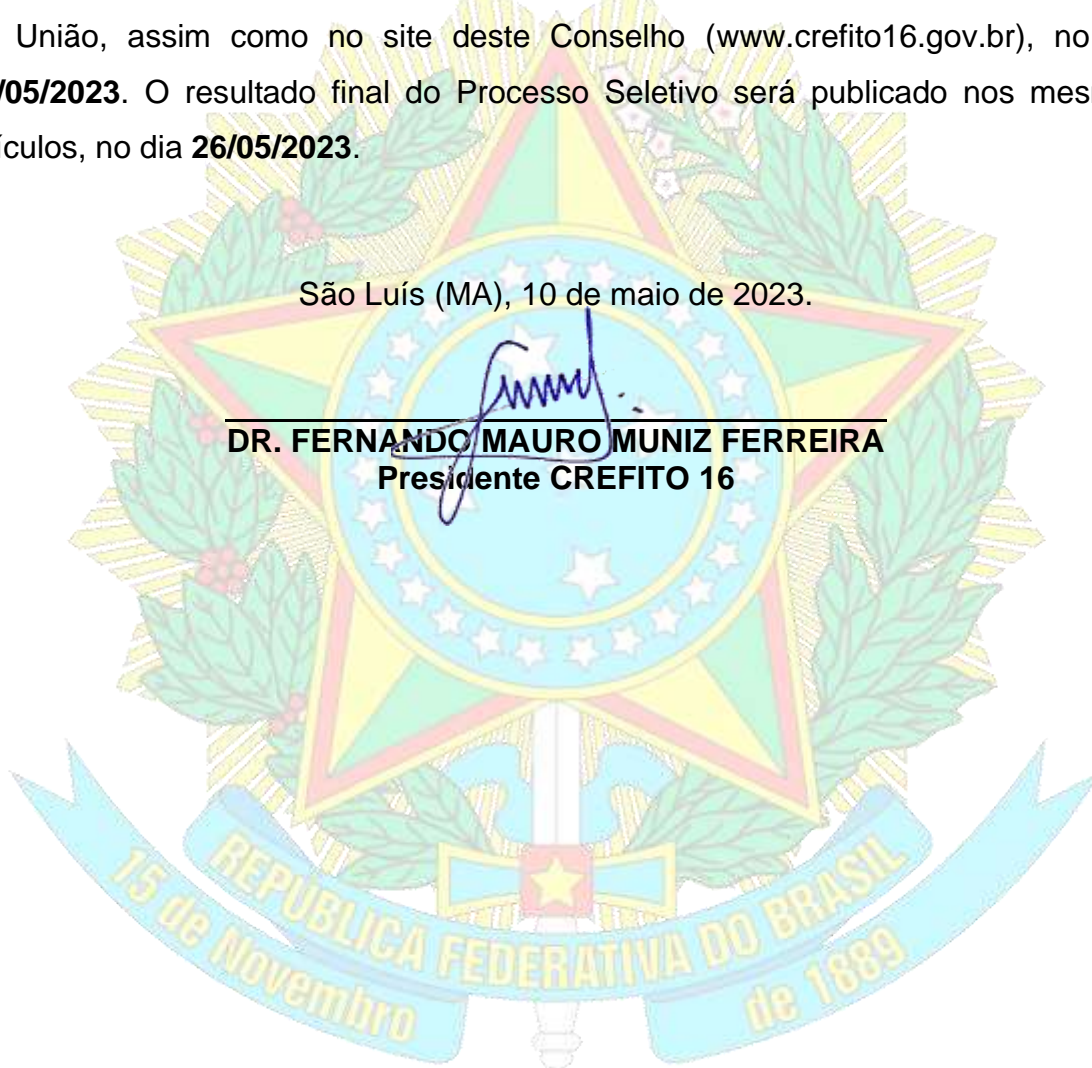 União, assim como no site deste Conselho (www.crefito16.gov.br), no
/05/2023. O resultado final do Processo Seletivo será publicado nos mes
ículos, no dia 26/05/2023.
São Luís (MA), 10 de maio de 2023.
DR. FERNANDO MAURO MUNIZ FERREIRA
Presidente CREFITO 16
REPÚBLICA FEDERATIVA DO BRASIL
15 de Novembro
de 1889